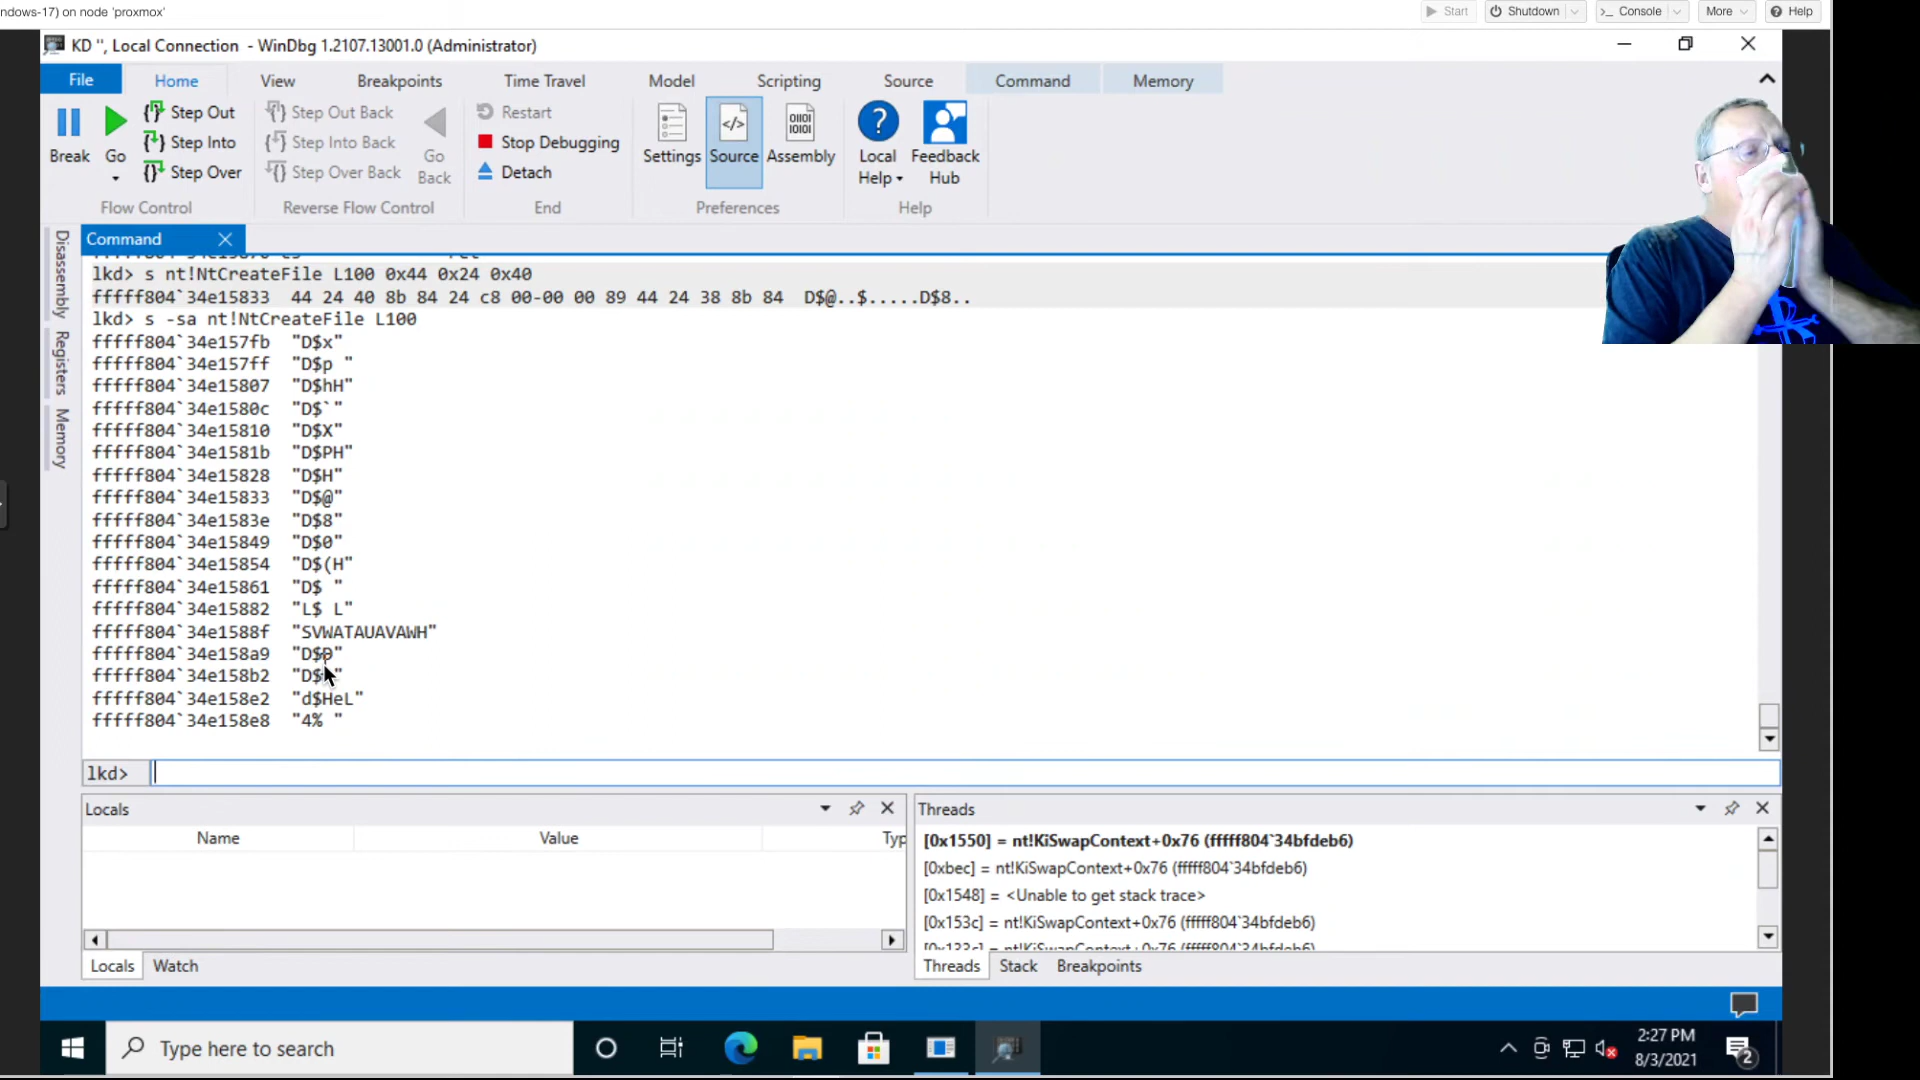 ndows-17) on node 'proxmox'
Start Shutdown Console More Help
KD '', Local Connection - WinDbg 1.2107.13001.0 (Administrator)
File Home View Breakpoints Time Travel Model Scripting Source Command Memory
Break
Go
Step Out
Step Into
Step Over
Flow Control
Step Out Back
Step Into Back
Step Over Back
Go Back
Reverse Flow Control
Restart
Stop Debugging
Detach
End
Settings Source Assembly
Preferences
Local Help
Feedback Hub
Help
Disassembly
Registers
Memory
Command
lkd> s nt!NtCreateFile L100 0x44 0x24 0x40
fffff804`34e15833 44 24 40 8b 84 24 c8 00-00 00 89 44 24 38 8b 84 D$@..$.....D$8..
lkd> s -sa nt!NtCreateFile L100
fffff804`34e157fb "D$x"
fffff804`34e157ff "D$p "
fffff804`34e15807 "D$hH"
fffff804`34e1580c "D$`"
fffff804`34e15810 "D$X"
fffff804`34e1581b "D$PH"
fffff804`34e15828 "D$H"
fffff804`34e15833 "D$@"
fffff804`34e1583e "D$8"
fffff804`34e15849 "D$0"
fffff804`34e15854 "D$(H"
fffff804`34e15861 "D$ "
fffff804`34e15882 "L$ L"
fffff804`34e1588f "SVWATAUAVAWH"
fffff804`34e158a9
fffff804`34e158b2
fffff804`34e158e2 "d$HeL"
fffff804`34e158e8 "4% "
lkd>
Locals
Name Value Typ
Locals Watch
Threads
[0x1550] = nt!KiSwapContext+0x76 (fffff804`34bfdeb6)
[0xbec] = nt!KiSwapContext+0x76 (fffff804`34bfdeb6)
[0x1548] = <Unable to get stack trace>
[0x153c] = nt!KiSwapContext+0x76 (fffff804`34bfdeb6)
Threads Stack Breakpoints
Type here to search
2:27 PM
8/3/2021
2